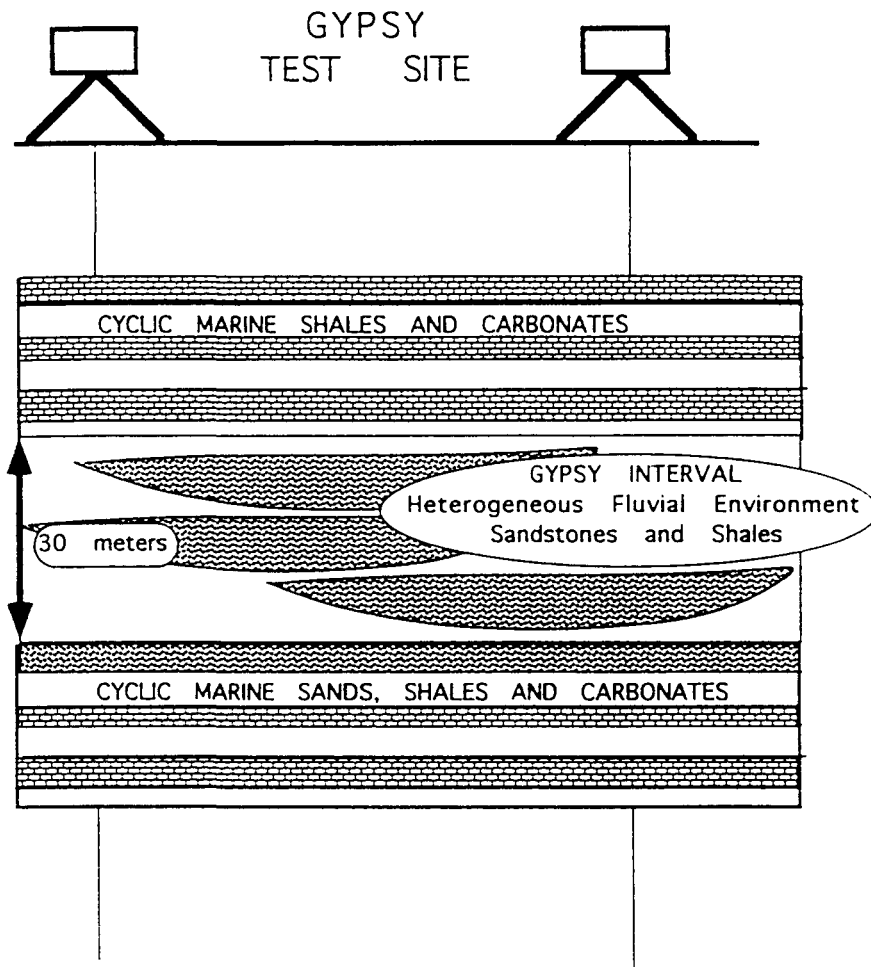 GYPSY
TEST SITE
CYCLIC MARINE SHALES AND CARBONATES
GYPSY INTERVAL
Heterogeneous Fluvial Environment
Sandstones and Shales
30 meters
CYCLIC MARINE SANDS, SHALES AND CARBONATES